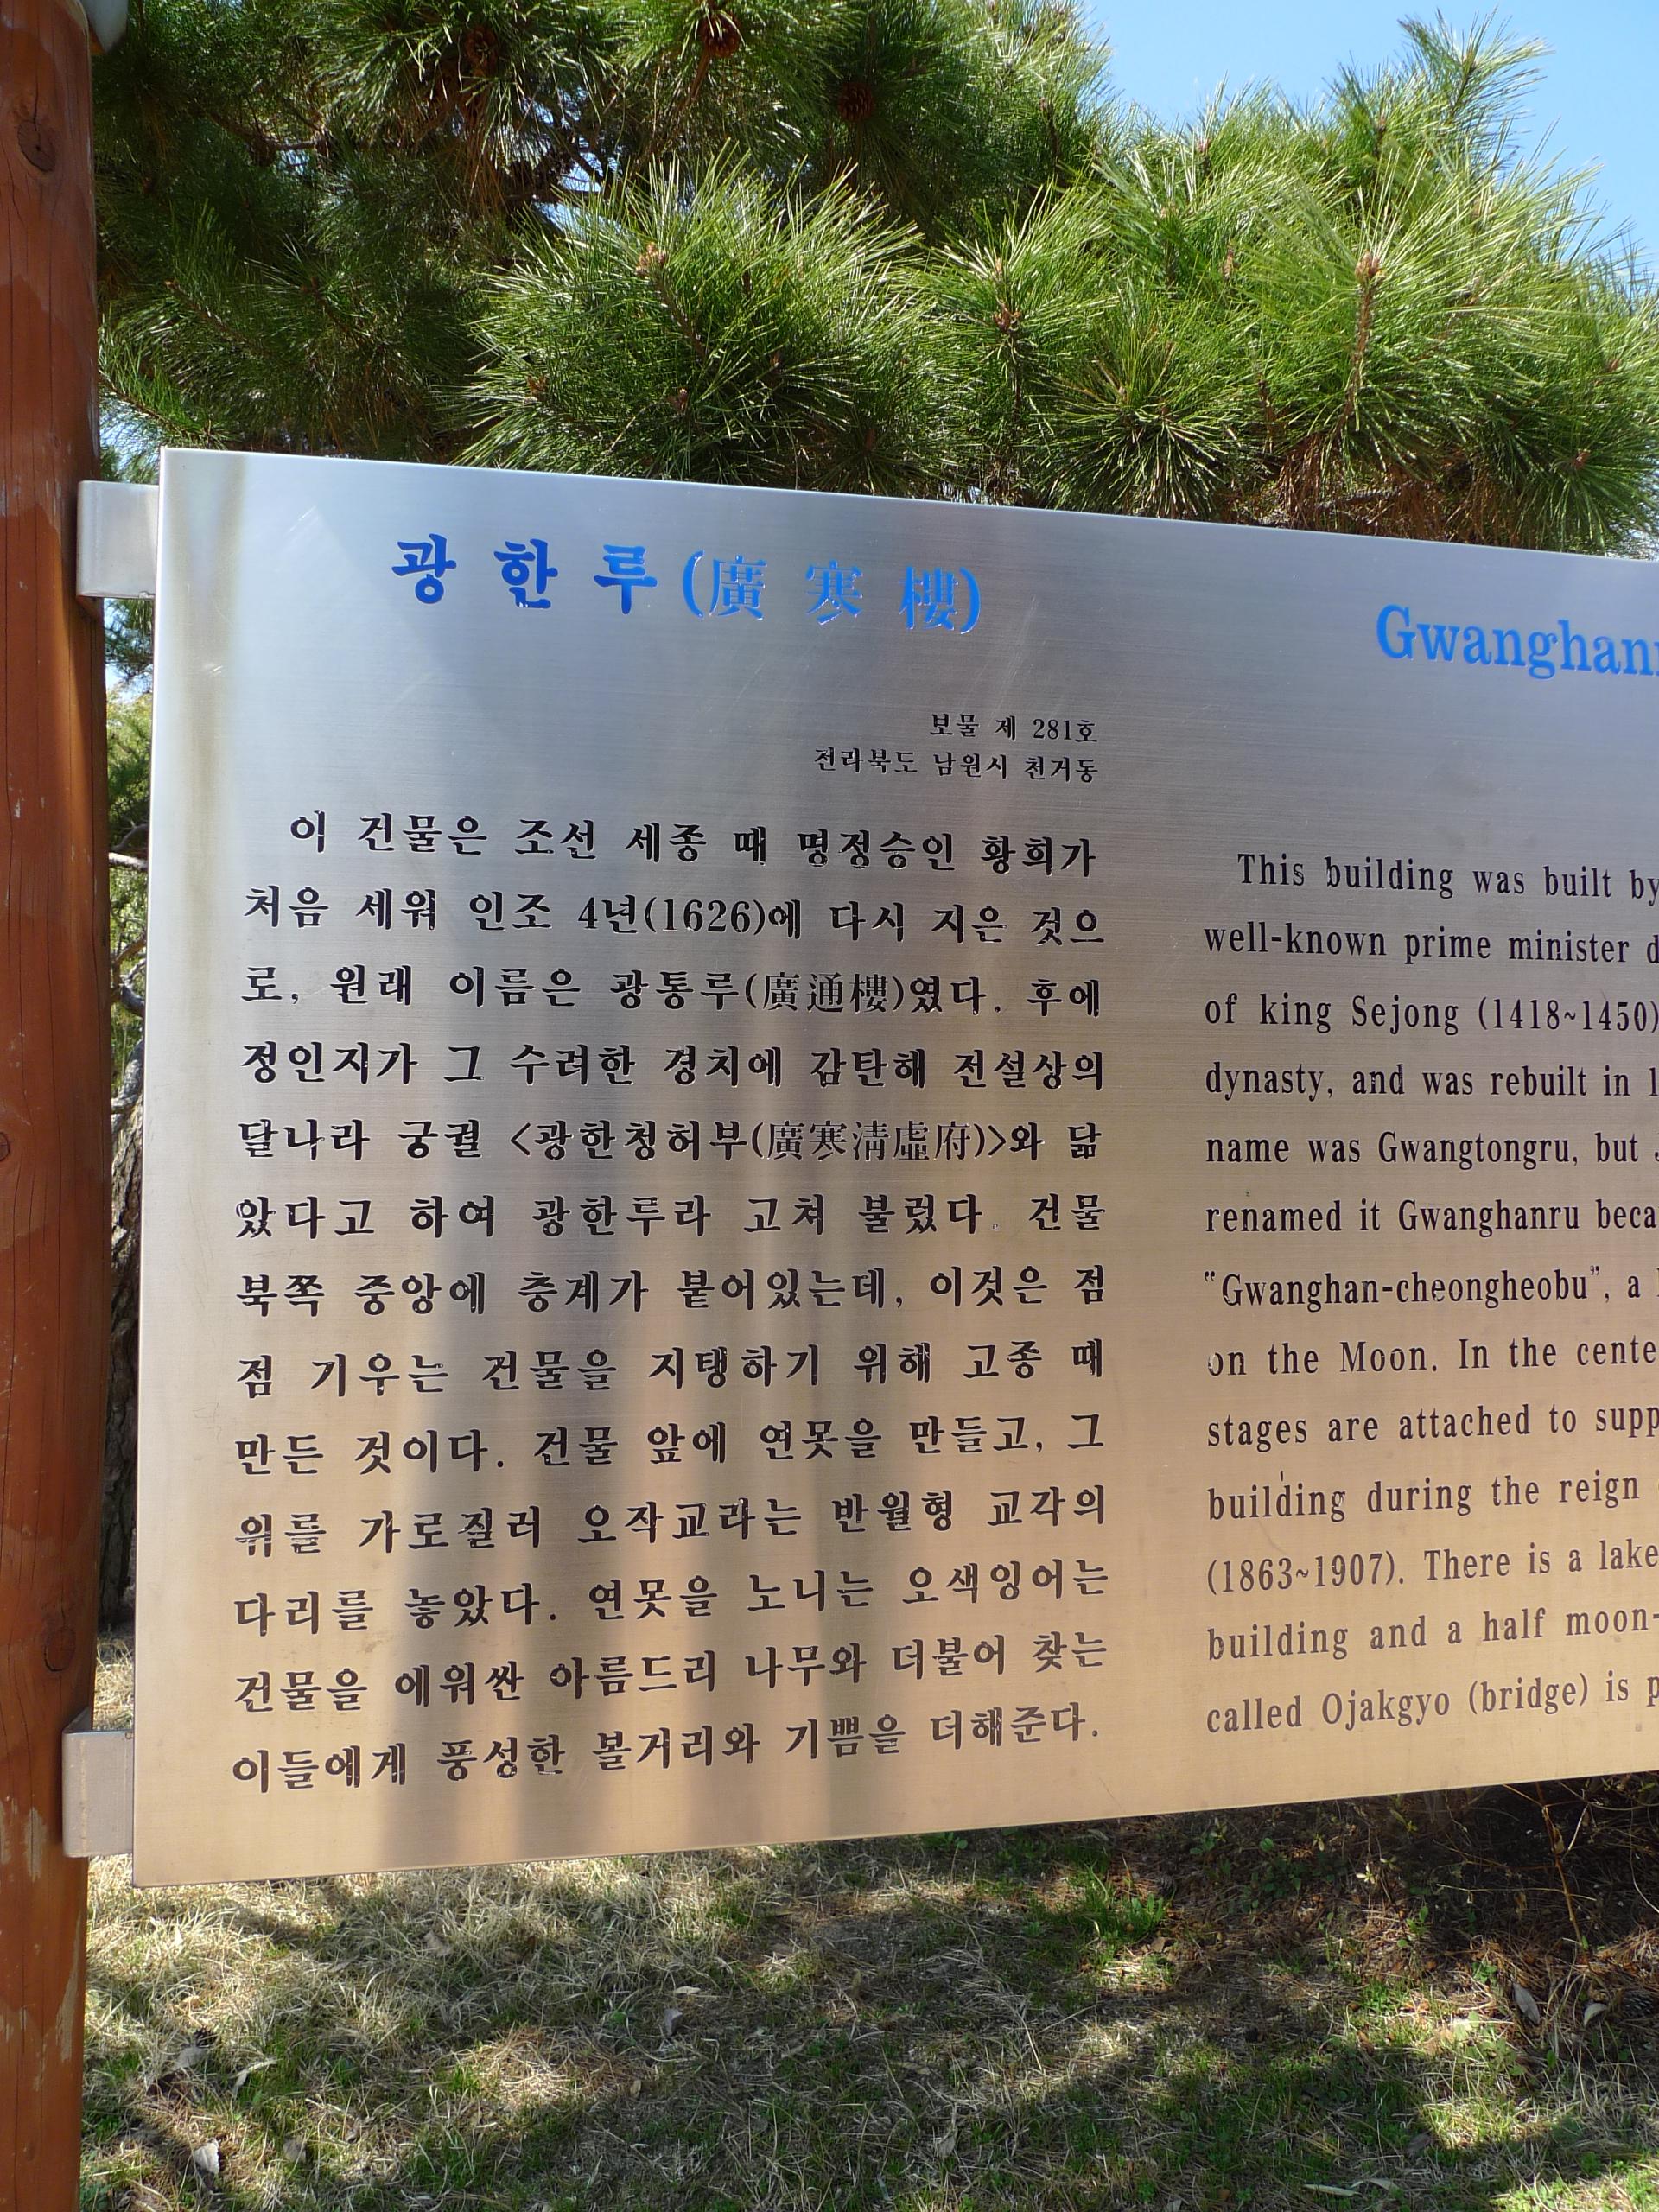 광 한 루 (廣 寒 樓)
보물 제 281호
전라북도 남원시 천거동
이 건물은 조선 세종 때 명정승인 황희가
처음 세워 인조 4년(1626)에 다시 지은 것으
로, 원래 이름은 광통루(廣通樓)였다. 후에
정인지가 그 수려한 경치에 감탄해 전설상의
달나라 궁궐 <광한청허부(廣寒淸虛府)>와 닮
았다고 하여 광한루라 고쳐 불렀다. 건물
북쪽 중앙에 층계가 붙어있는데, 이것은 점
점 기우는 건물을 지탱하기 위해 고종 때
만든 것이다. 건물 앞에 연못을 만들고, 그
위를 가로질러 오작교라는 반월형 교각의
다리를 놓았다. 연못을 노니는 오색잉어는
건물을 에워싼 아름드리 나무와 더불어 찾는
이들에게 풍성한 볼거리와 기쁨을 더해준다.
Gwanghan
This building was built by
well-known prime minister
of king Sejong (1418~1450)
dynasty, and was rebuilt in
name was Gwangtongru, but
renamed it Gwanghanru beca
"Gwanghan-cheongheobu", a
on the Moon. In the cente
stages are attached to supp
building during the reign
(1863~1907). There is a lake
building and a half moon-
called Ojakgyo (bridge) is